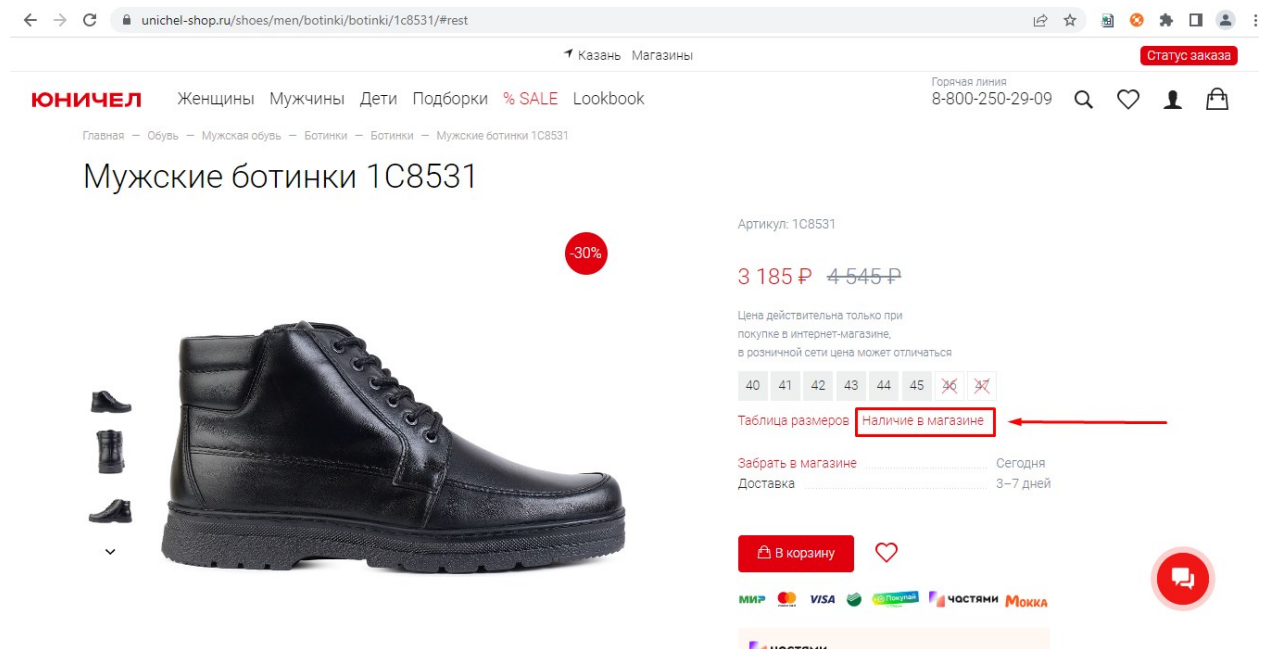 unichel-shop.ru/shoes/men/botinki/botinki/1c8531/#rest
Казань Магазины
Статус заказа
ЮНИЧЕЛ Женщины Мужчины Дети Подборки % SALE Lookbook
Горячая линия
8-800-250-29-09
Главная — Обувь — Мужская обувь — Ботинки — Ботинки — Мужские ботинки 1С8531
Мужские ботинки 1С8531
-30%
Артикул: 1С8531
3 185 ₽ 4 545 ₽
Цена действительна только при
покупке в интернет-магазине,
в розничной сети цена может отличаться
40 41 42 43 44 45 46 47
Таблица размеров Наличие в магазине
Забрать в магазине Сегодня
Доставка 3–7 дней
В корзину
МИР VISA Покупай частями Мокка
частями